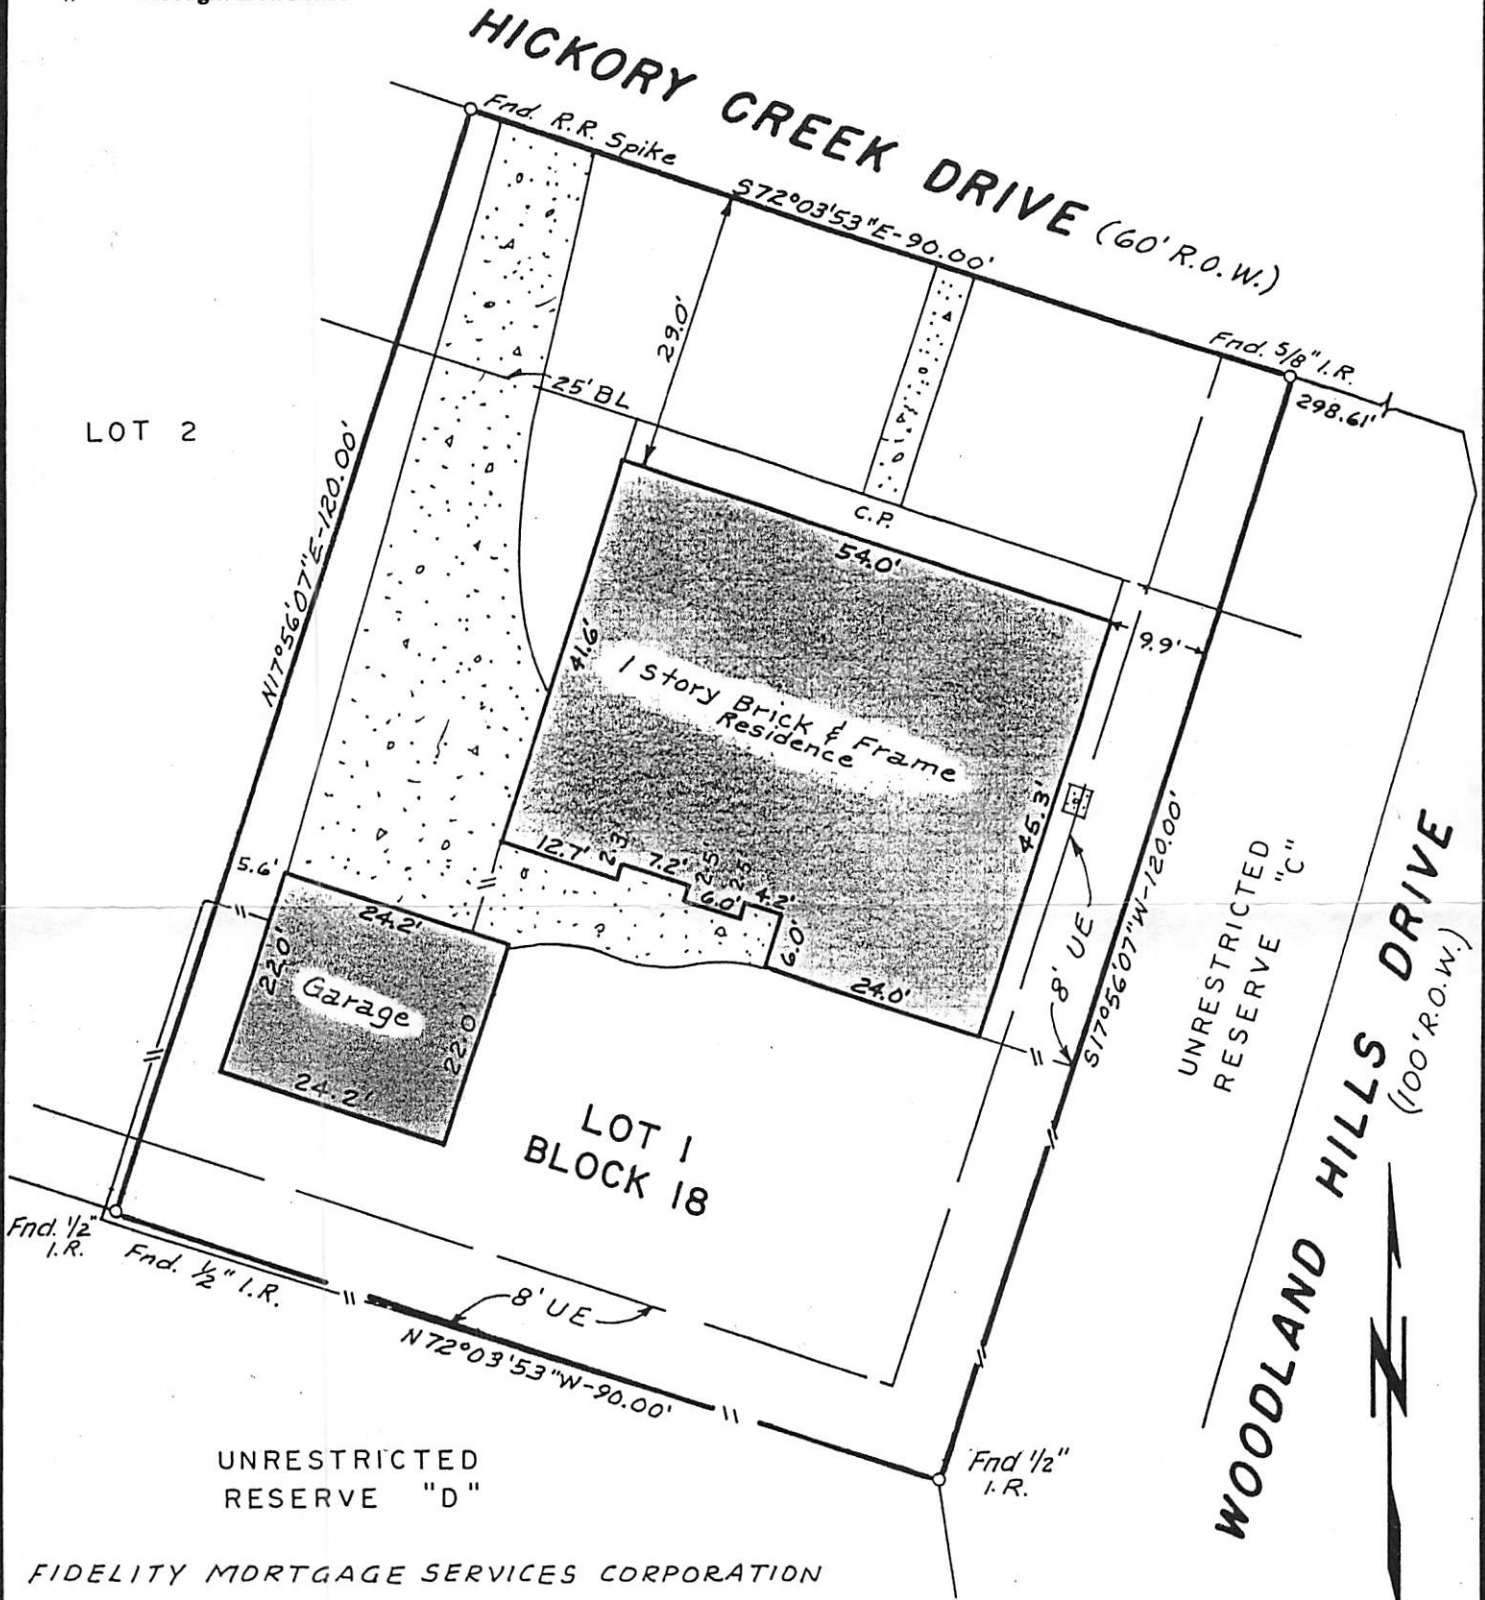 HICKORY CREEK DRIVE (60' R.O.W.)
Fnd. R.R. Spike
S72°03'53"E-90.00'
Fnd. 5/8" I.R.
298.61'
29.0'
25' BL
LOT 2
N17°56'07"E-120.00'
C.P.
54.0'
9.9'
41.6'
1 Story Brick & Frame
Residence
45.3'
12.7'
2.3'
7.2'
2.5'
6.0'
2.5'
4.2'
6.0'
24.0'
5.6'
24.2'
22.0'
Garage
22.0'
24.2'
8' UE
S17°56'07"W-120.00'
UNRESTRICTED
RESERVE "C"
WOODLAND HILLS DRIVE
(100' R.O.W.)
LOT 1
BLOCK 18
Fnd. 1/2"
I.R.
Fnd. 1/2" I.R.
8' UE
N72°03'53"W-90.00'
Fnd 1/2"
I.R.
N
UNRESTRICTED
RESERVE "D"
FIDELITY MORTGAGE SERVICES CORPORATION